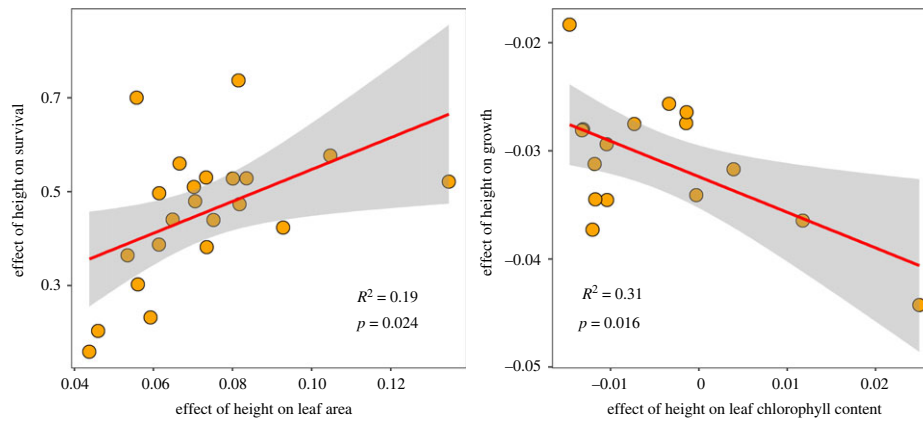 effect of height on survival
0.7
0.5
0.3
R² = 0.19
p = 0.024
0.04 0.06 0.08 0.10 0.12
effect of height on leaf area
effect of height on growth
–0.02
–0.03
–0.04
–0.05
R² = 0.31
p = 0.016
–0.01 0 0.01 0.02
effect of height on leaf chlorophyll content